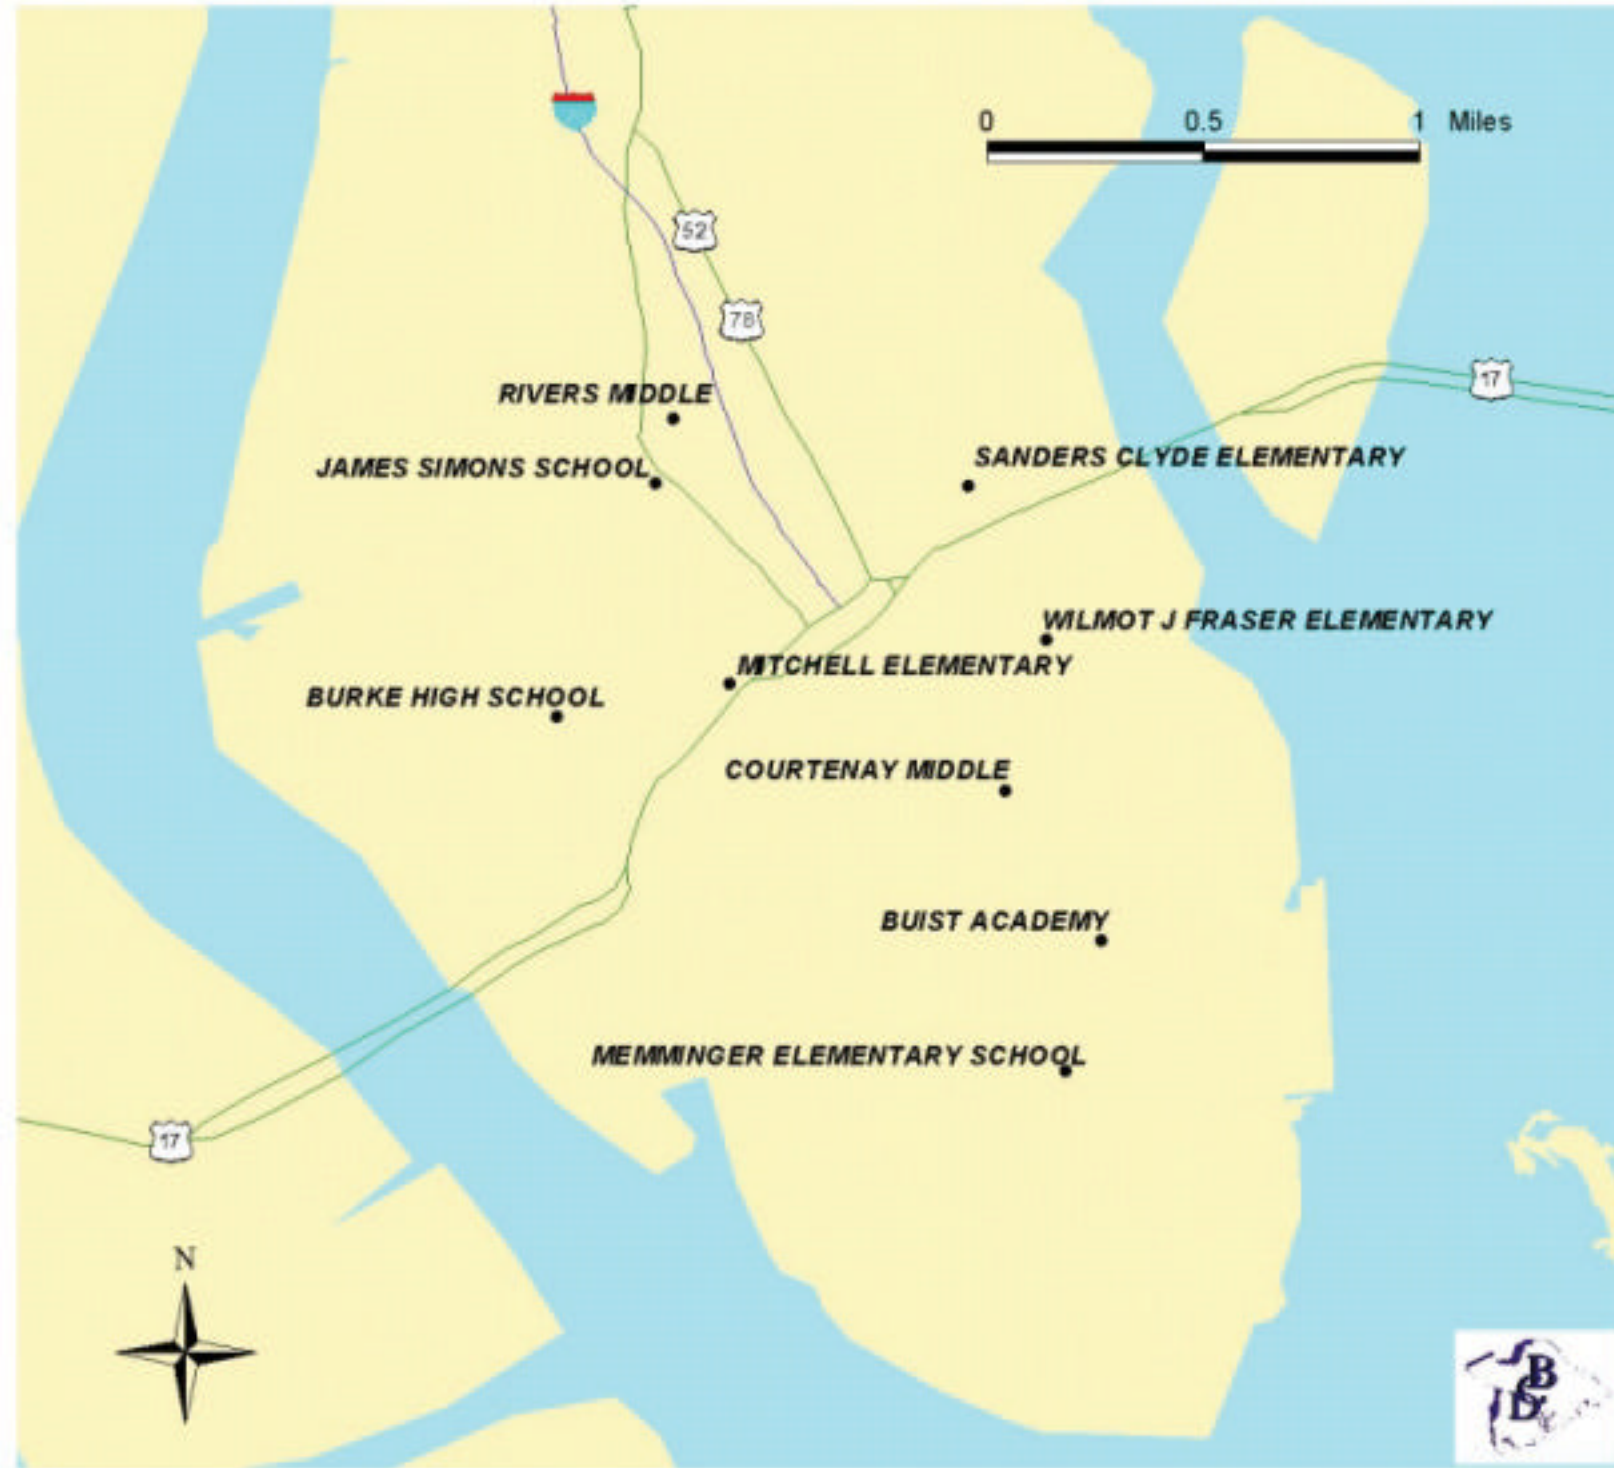 0 0.5 1 Miles
52
78
17
RIVERS MIDDLE
SANDERS CLYDE ELEMENTARY
JAMES SIMONS SCHOOL
WILMOT J FRASER ELEMENTARY
MITCHELL ELEMENTARY
BURKE HIGH SCHOOL
COURTENAY MIDDLE
BUIST ACADEMY
MEMMINGER ELEMENTARY SCHOOL
17
N